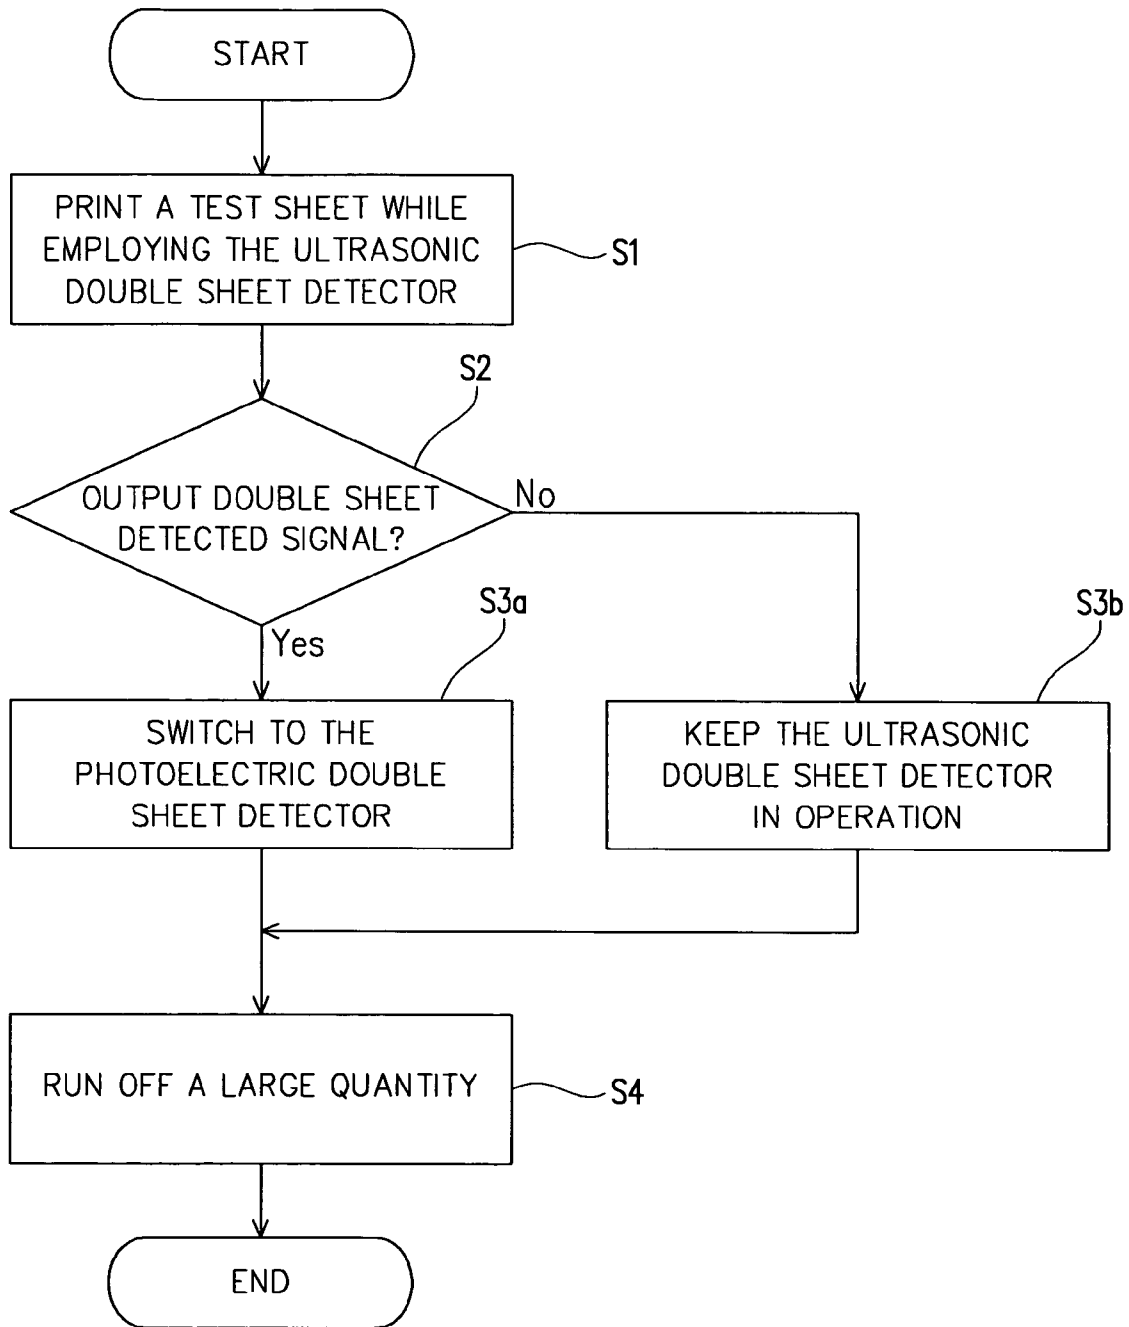 START
PRINT A TEST SHEET WHILE
EMPLOYING THE ULTRASONIC
DOUBLE SHEET DETECTOR
S1
S2
OUTPUT DOUBLE SHEET
DETECTED SIGNAL?
No
Yes
S3a
SWITCH TO THE
PHOTOELECTRIC DOUBLE
SHEET DETECTOR
S3b
KEEP THE ULTRASONIC
DOUBLE SHEET DETECTOR
IN OPERATION
RUN OFF A LARGE QUANTITY
S4
END